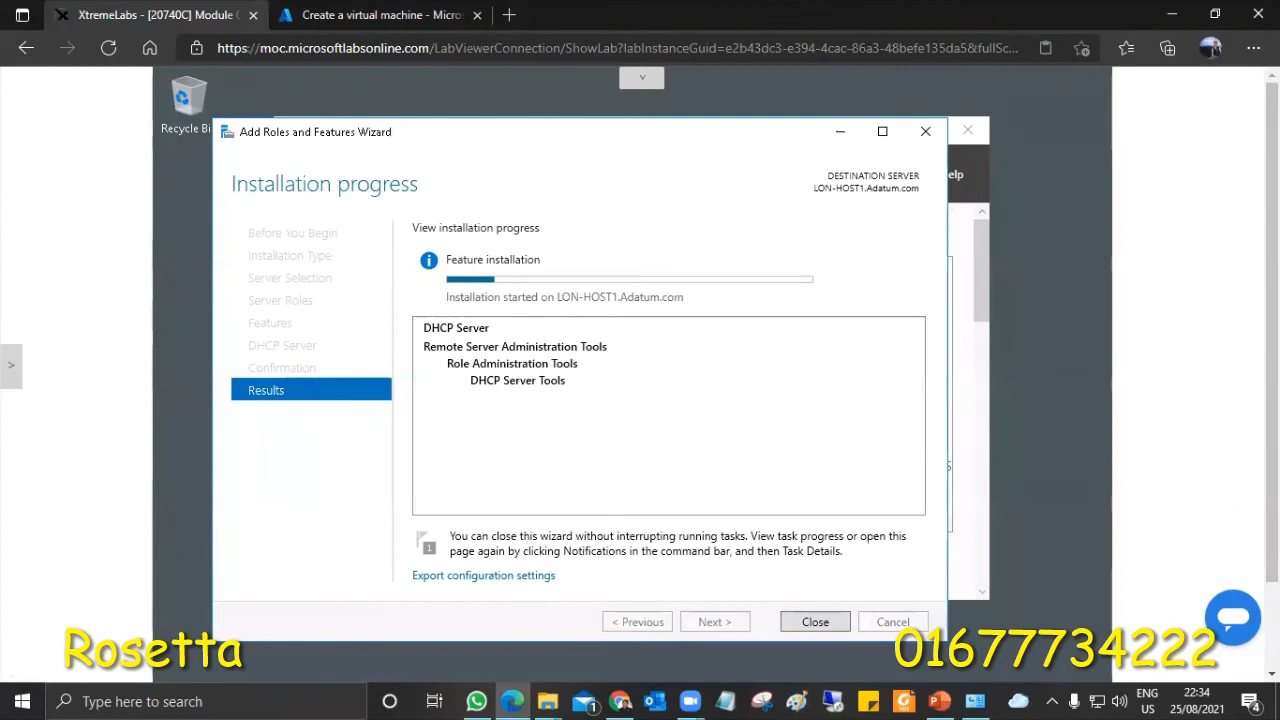 XtremeLabs - [20740C] Module (
Create a virtual machine - Micros
https://moc.microsoftlabsonline.com/LabViewerConnection/ShowLab?labInstanceGuid=e2b43dc3-e394-4cac-86a3-48befe135da5&fullSc...
Recycle Bi
Add Roles and Features Wizard
elp
Installation progress
DESTINATION SERVER
LON-HOST1.Adatum.com
Before You Begin
Installation Type
Server Selection
Server Roles
Features
DHCP Server
Confirmation
Results
View installation progress
Feature installation
Installation started on LON-HOST1.Adatum.com
DHCP Server
Remote Server Administration Tools
Role Administration Tools
DHCP Server Tools
1
You can close this wizard without interrupting running tasks. View task progress or open this
page again by clicking Notifications in the command bar, and then Task Details.
Export configuration settings
< Previous
Next >
Close
Cancel
Rosetta
01677734222
Type here to search
1
ENG
US
22:34
25/08/2021
4